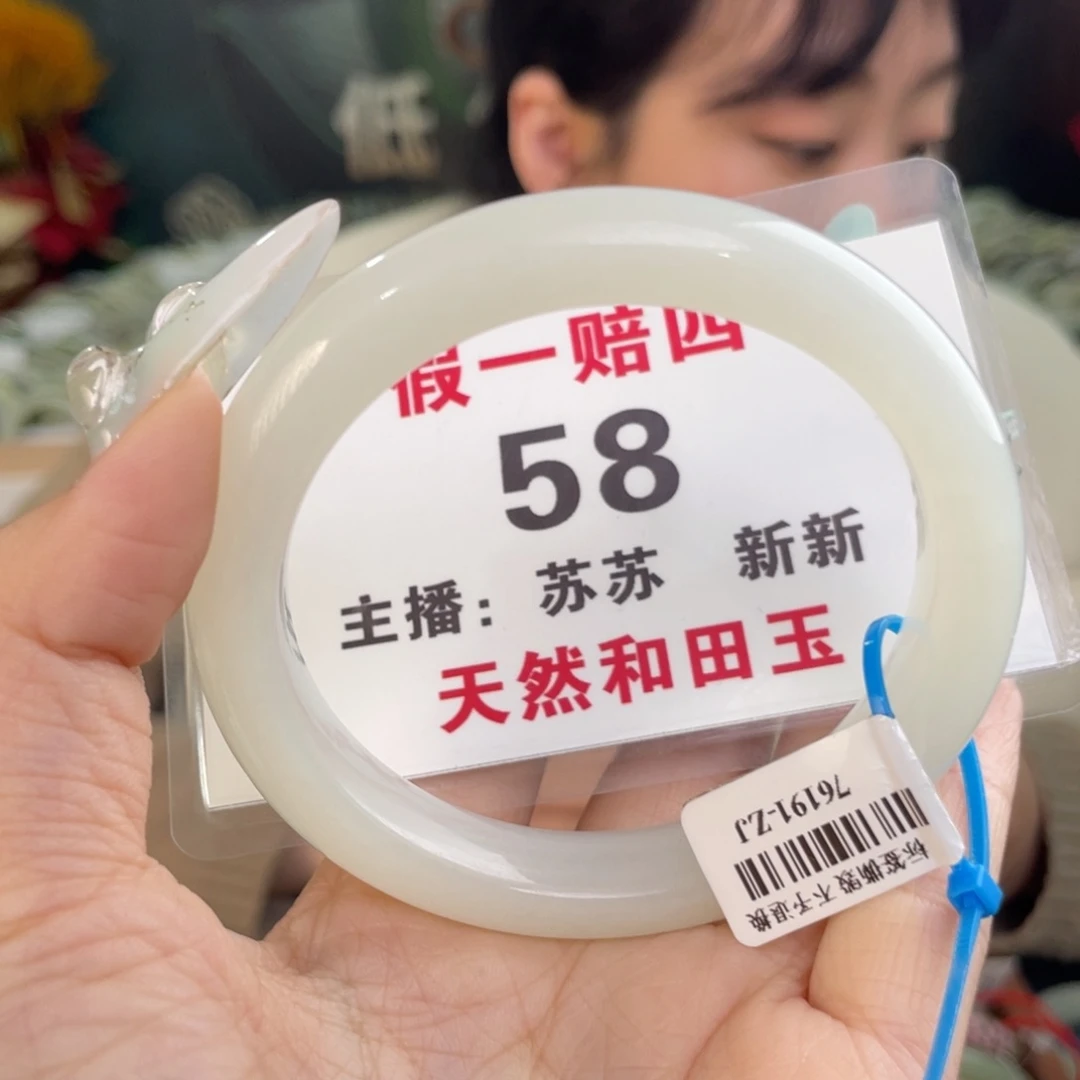 低
假一赔四
58
主播：苏苏 新新
天然和田玉
76191-ZJ
标签撕毁不予退换